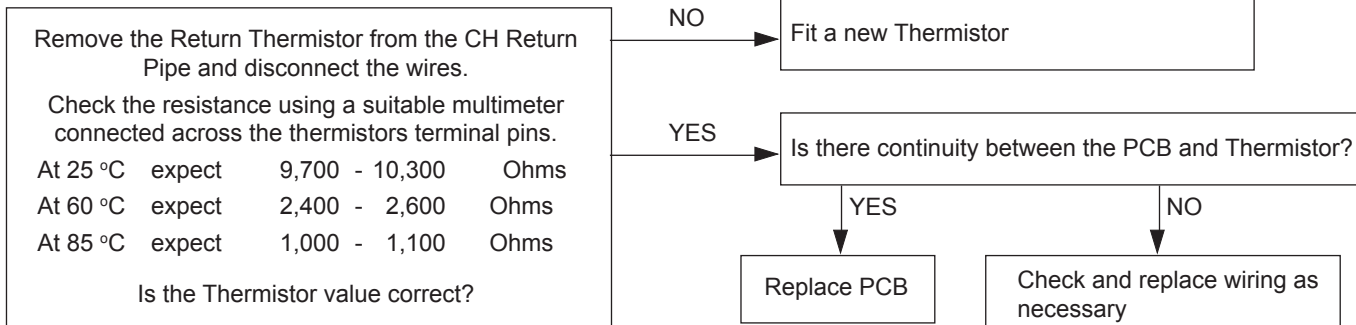 Remove the Return Thermistor from the CH Return
Pipe and disconnect the wires.
Check the resistance using a suitable multimeter
connected across the thermistors terminal pins.
At 25 °C expect 9,700 - 10,300 Ohms
At 60 °C expect 2,400 - 2,600 Ohms
At 85 °C expect 1,000 - 1,100 Ohms
Is the Thermistor value correct?
NO
Fit a new Thermistor
YES
Is there continuity between the PCB and Thermistor?
YES
NO
Replace PCB
Check and replace wiring as
necessary